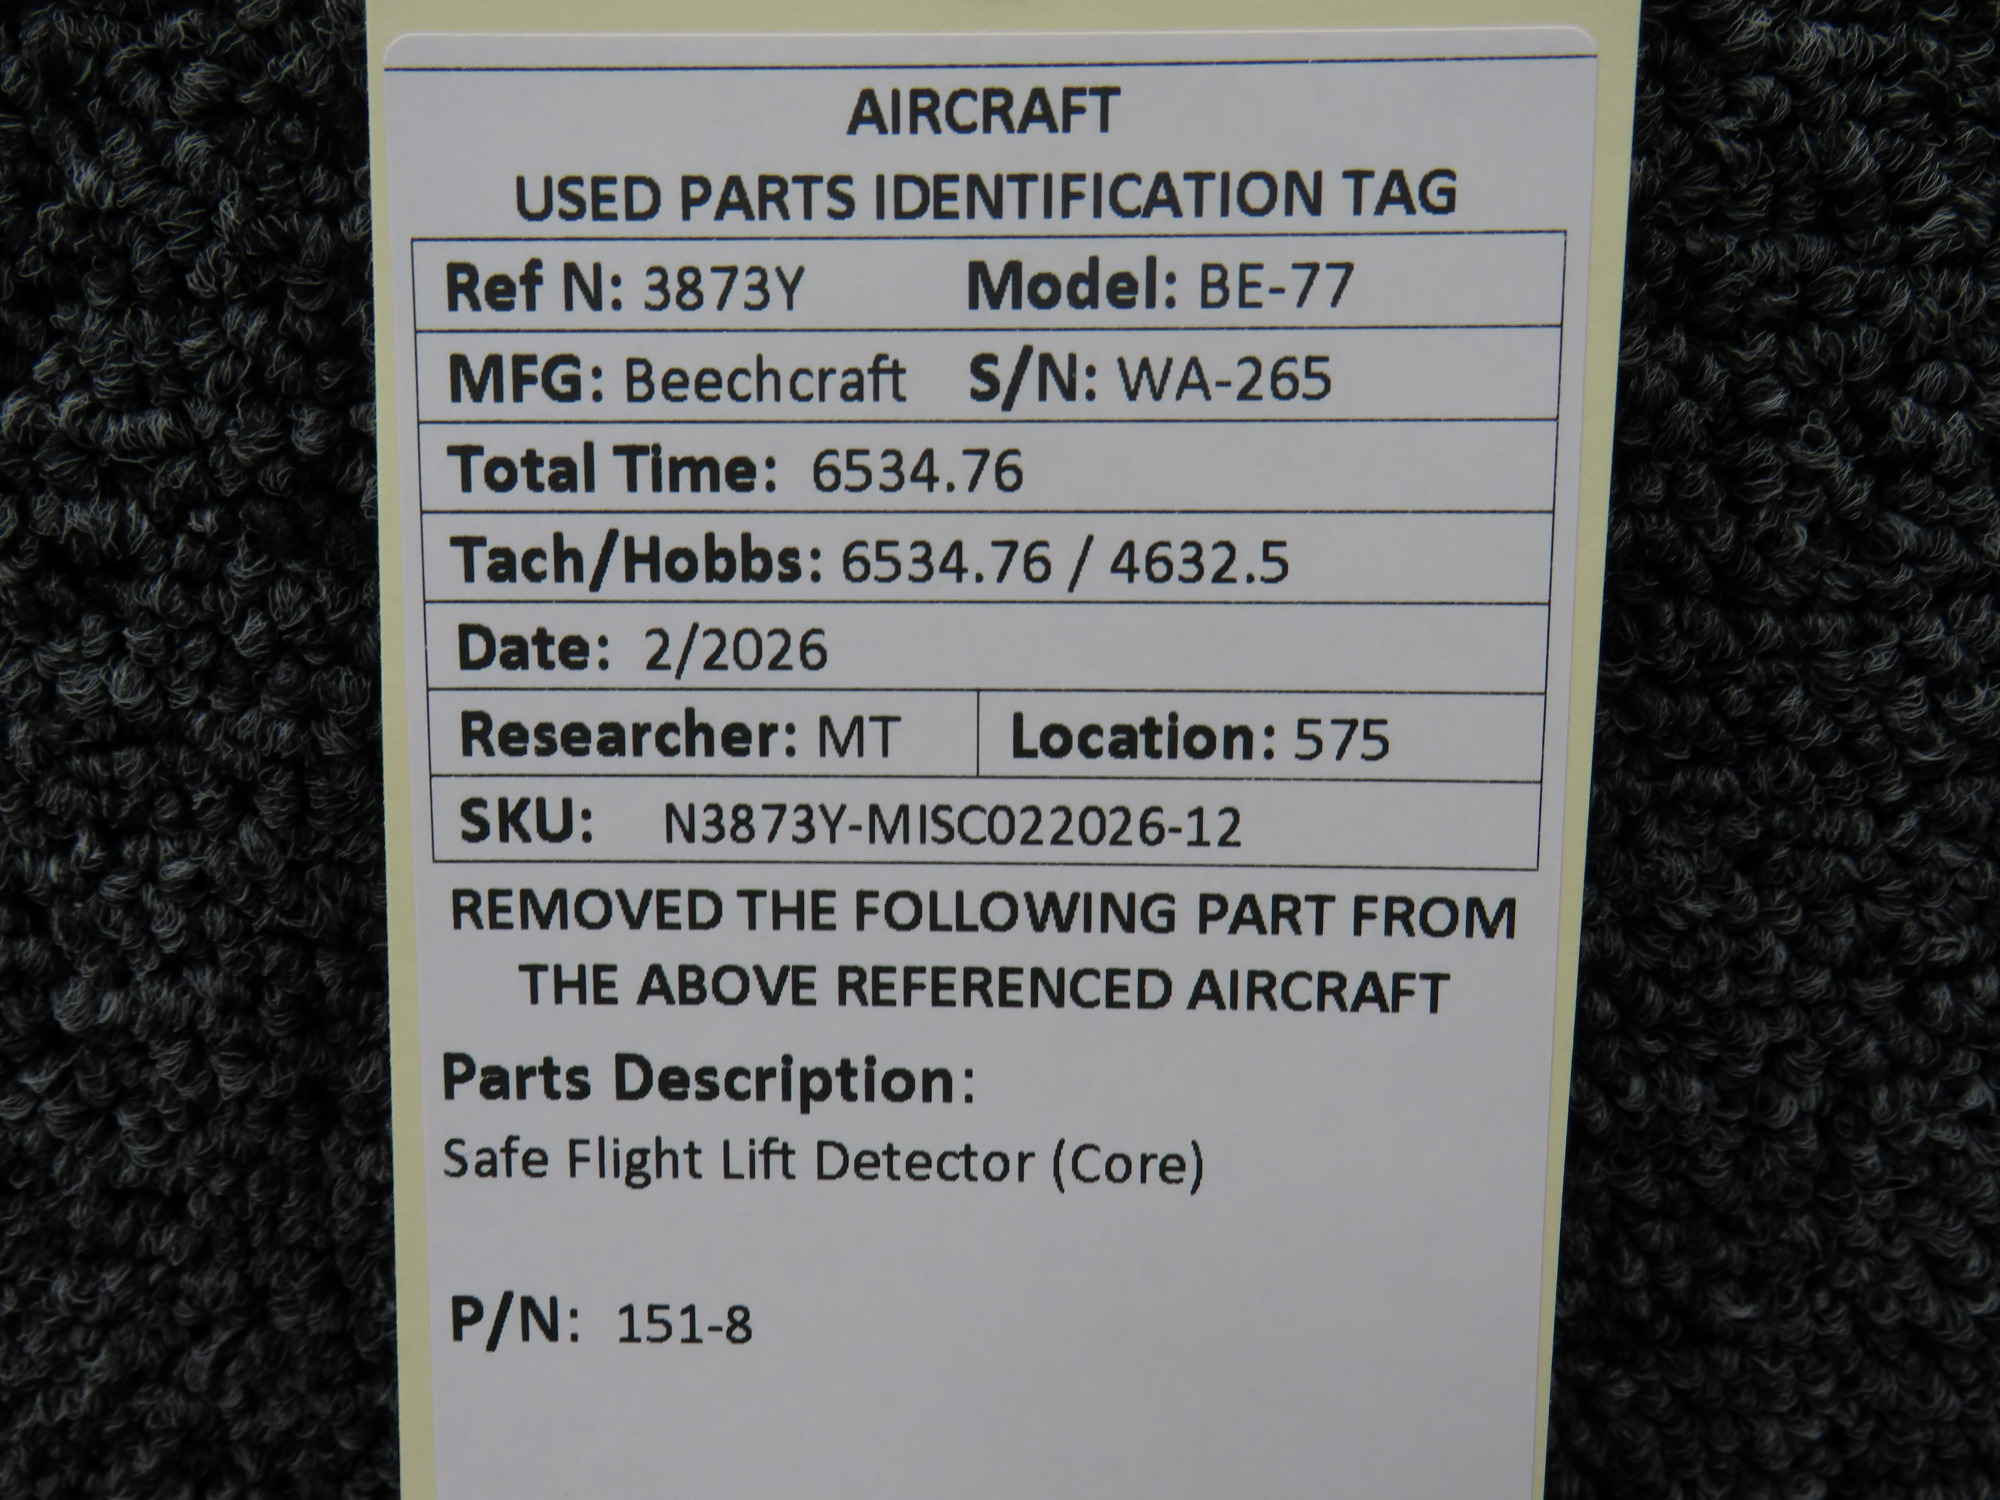 AIRCRAFT
USED PARTS IDENTIFICATION TAG
Ref N: 3873Y Model: BE-77
MFG: Beechcraft S/N: WA-265
Total Time: 6534.76
Tach/Hobbs: 6534.76 / 4632.5
Date: 2/2026
Researcher: MT Location: 575
SKU: N3873Y-MISC022026-12
REMOVED THE FOLLOWING PART FROM
THE ABOVE REFERENCED AIRCRAFT
Parts Description:
Safe Flight Lift Detector (Core)
P/N: 151-8